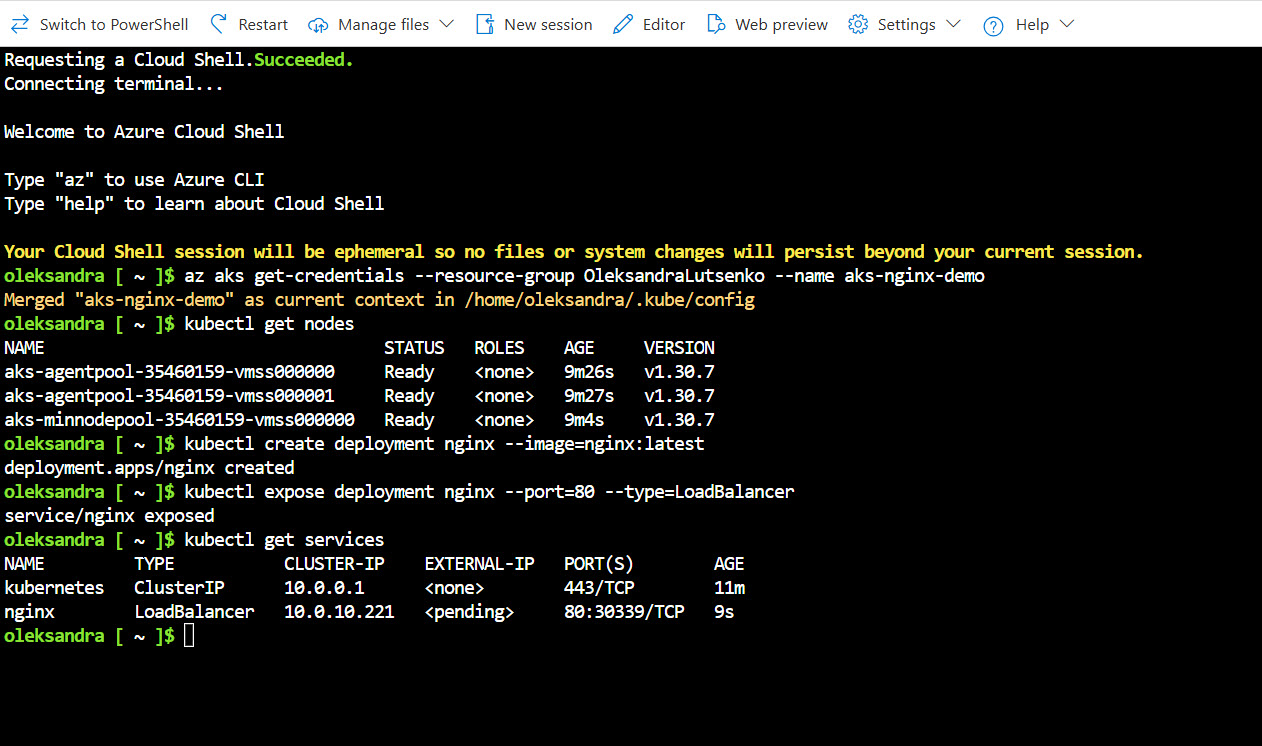 Switch to PowerShell Restart Manage files New session Editor Web preview Settings Help
Requesting a Cloud Shell.Succeeded.
Connecting terminal...
Welcome to Azure Cloud Shell
Type "az" to use Azure CLI
Type "help" to learn about Cloud Shell
Your Cloud Shell session will be ephemeral so no files or system changes will persist beyond your current session.
oleksandra [ ~ ]$ az aks get-credentials --resource-group OleksandraLutsenko --name aks-nginx-demo
Merged "aks-nginx-demo" as current context in /home/oleksandra/.kube/config
oleksandra [ ~ ]$ kubectl get nodes
NAME STATUS ROLES AGE VERSION
aks-agentpool-35460159-vmss000000 Ready <none> 9m26s v1.30.7
aks-agentpool-35460159-vmss000001 Ready <none> 9m27s v1.30.7
aks-minnodepool-35460159-vmss000000 Ready <none> 9m4s v1.30.7
oleksandra [ ~ ]$ kubectl create deployment nginx --image=nginx:latest
deployment.apps/nginx created
oleksandra [ ~ ]$ kubectl expose deployment nginx --port=80 --type=LoadBalancer
service/nginx exposed
oleksandra [ ~ ]$ kubectl get services
NAME TYPE CLUSTER-IP EXTERNAL-IP PORT(S) AGE
kubernetes ClusterIP 10.0.0.1 <none> 443/TCP 11m
nginx LoadBalancer 10.0.10.221 <pending> 80:30339/TCP 9s
oleksandra [ ~ ]$